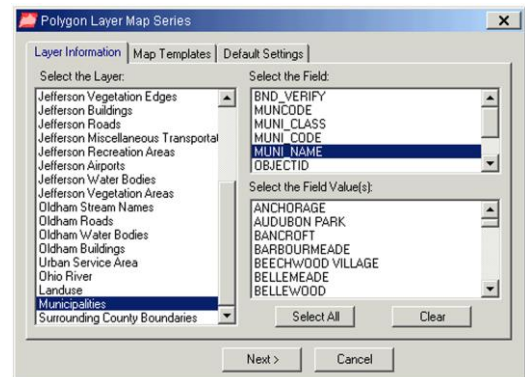 Polygon Layer Map Series
Layer Information
Map Templates
Default Settings
Select the Layer:
Jefferson Vegetation Edges
Jefferson Buildings
Jefferson Roads
Jefferson Miscellaneous Transportat
Jefferson Recreation Areas
Jefferson Airports
Jefferson Water Bodies
Jefferson Vegetation Areas
Oldham Stream Names
Oldham Roads
Oldham Water Bodies
Oldham Buildings
Urban Service Area
Ohio River
Landuse
Municipalities
Surrounding County Boundaries
Select the Field:
BND_VERIFY
MUNCODE
MUNI_CLASS
MUNI_CODE
MUNI_NAME
OBJECTID
Select the Field Value(s):
ANCHORAGE
AUDUBON PARK
BANCROFT
BARBOURMEADE
BEECHWOOD VILLAGE
BELLEMEADE
BELLEWOOD
Select All
Clear
Next >
Cancel